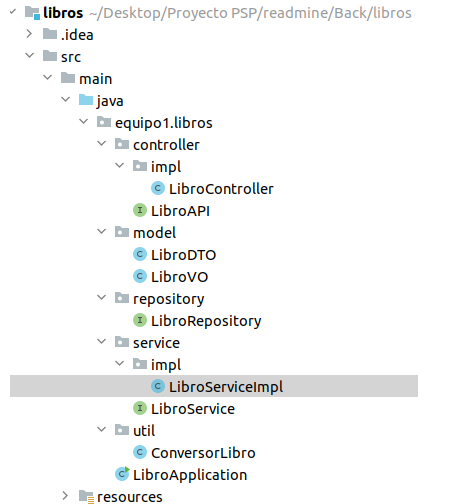 libros ~/Desktop/Proyecto PSP/readmine/Back/libros
.idea
src
main
java
equipo1.libros
controller
impl
C LibroController
I LibroAPI
model
C LibroDTO
C LibroVO
repository
I LibroRepository
service
impl
C LibroServiceImpl
I LibroService
util
C ConversorLibro
C LibroApplication
resources